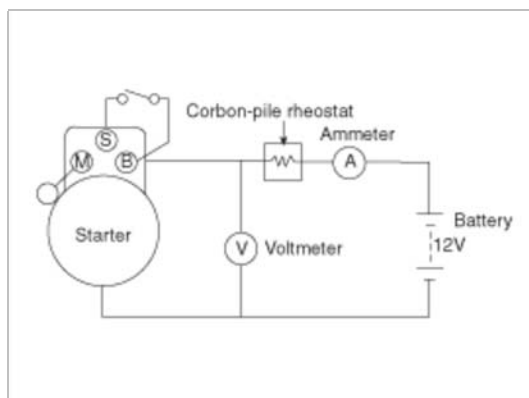 Corbon-pile rheostat
Ammeter
S
M
B
A
Battery
12V
Starter
V
Voltmeter